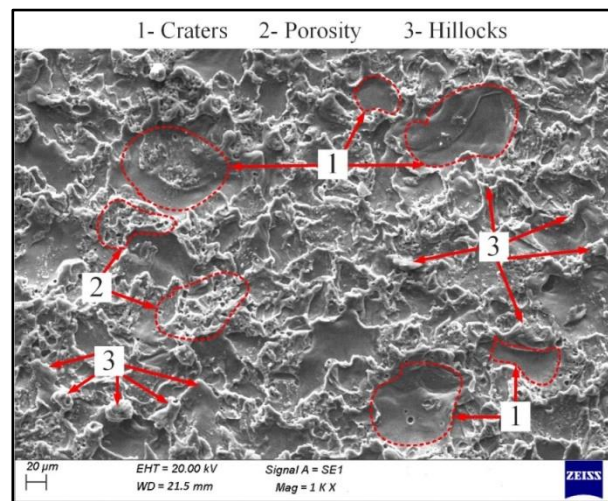 1- Craters 2- Porosity 3- Hillocks
1
3
2
3
1
20 µm
EHT = 20.00 kV Signal A = SE1
WD = 21.5 mm Mag = 1 K X
ZEISS